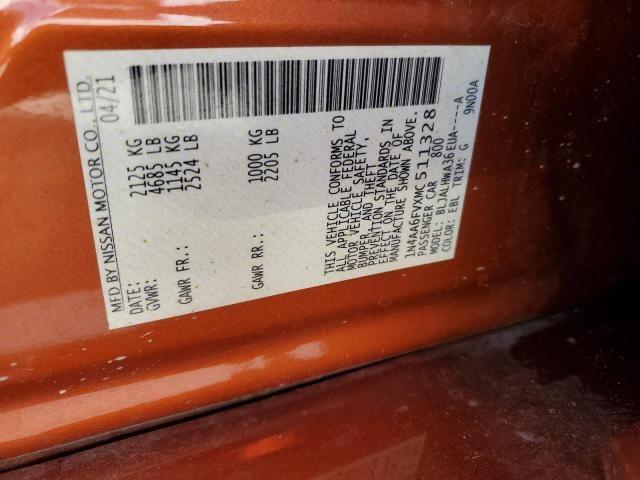 MFD BY NISSAN MOTOR CO., LTD.
DATE: 04/21
GVWR: 2125 KG
4685 LB
GAWR FR.: 1145 KG
2524 LB
GAWR RR.: 1000 KG
2205 LB
THIS VEHICLE CONFORMS TO
ALL APPLICABLE FEDERAL
MOTOR VEHICLE SAFETY,
BUMPER, AND THEFT
PREVENTION STANDARDS IN
EFFECT ON THE DATE OF
MANUFACTURE SHOWN ABOVE.
1N4AA6FVXMC511328
PASSENGER CAR 800
MODEL: BLJALHWA36EUA----A
COLOR: EBL TRIM: G 9N00A